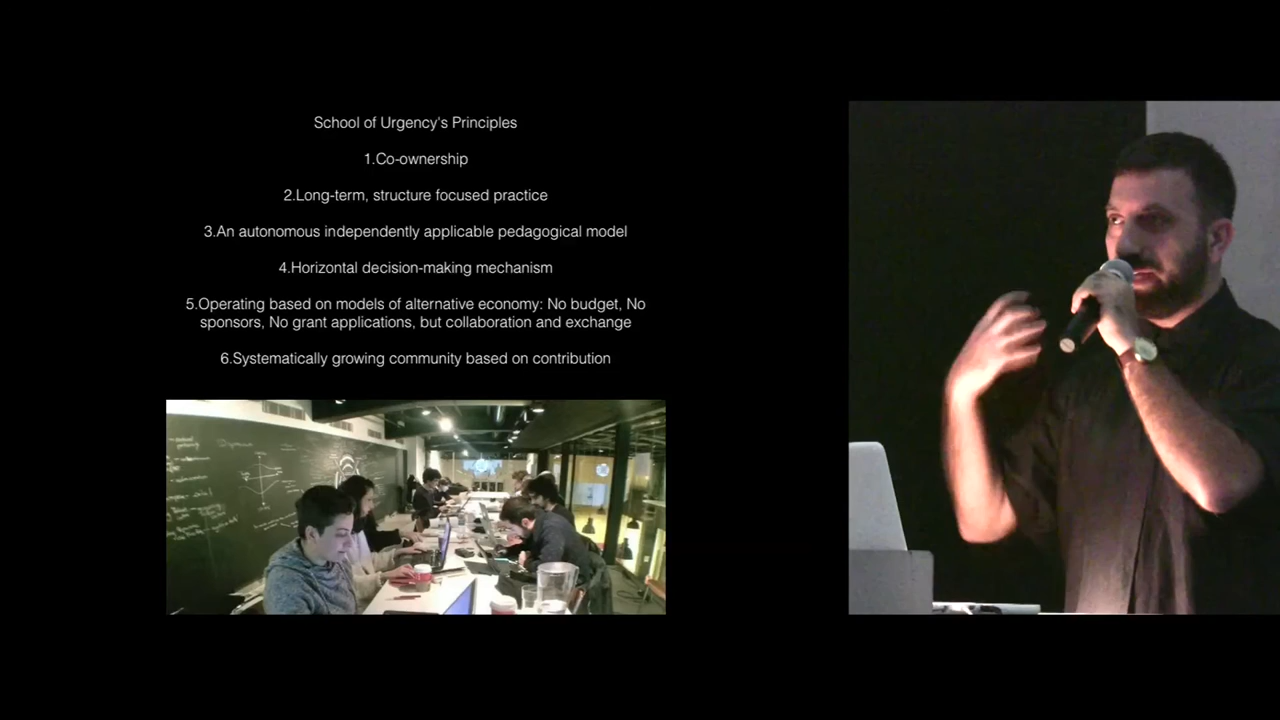 School of Urgency's Principles
1.Co-ownership
2.Long-term, structure focused practice
3.An autonomous independently applicable pedagogical model
4.Horizontal decision-making mechanism
5.Operating based on models of alternative economy: No budget, No
sponsors, No grant applications, but collaboration and exchange
6.Systematically growing community based on contribution